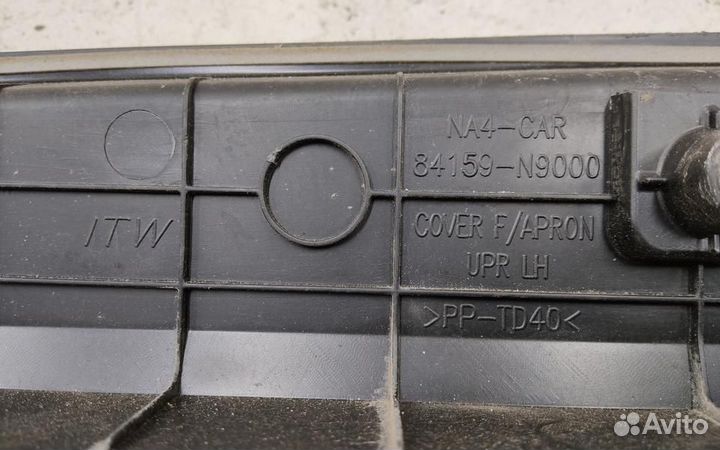 NA4-CAR
84159-N9000
ITW
COVER F/APRON
UPR LH
>PP-TD40<
Avito